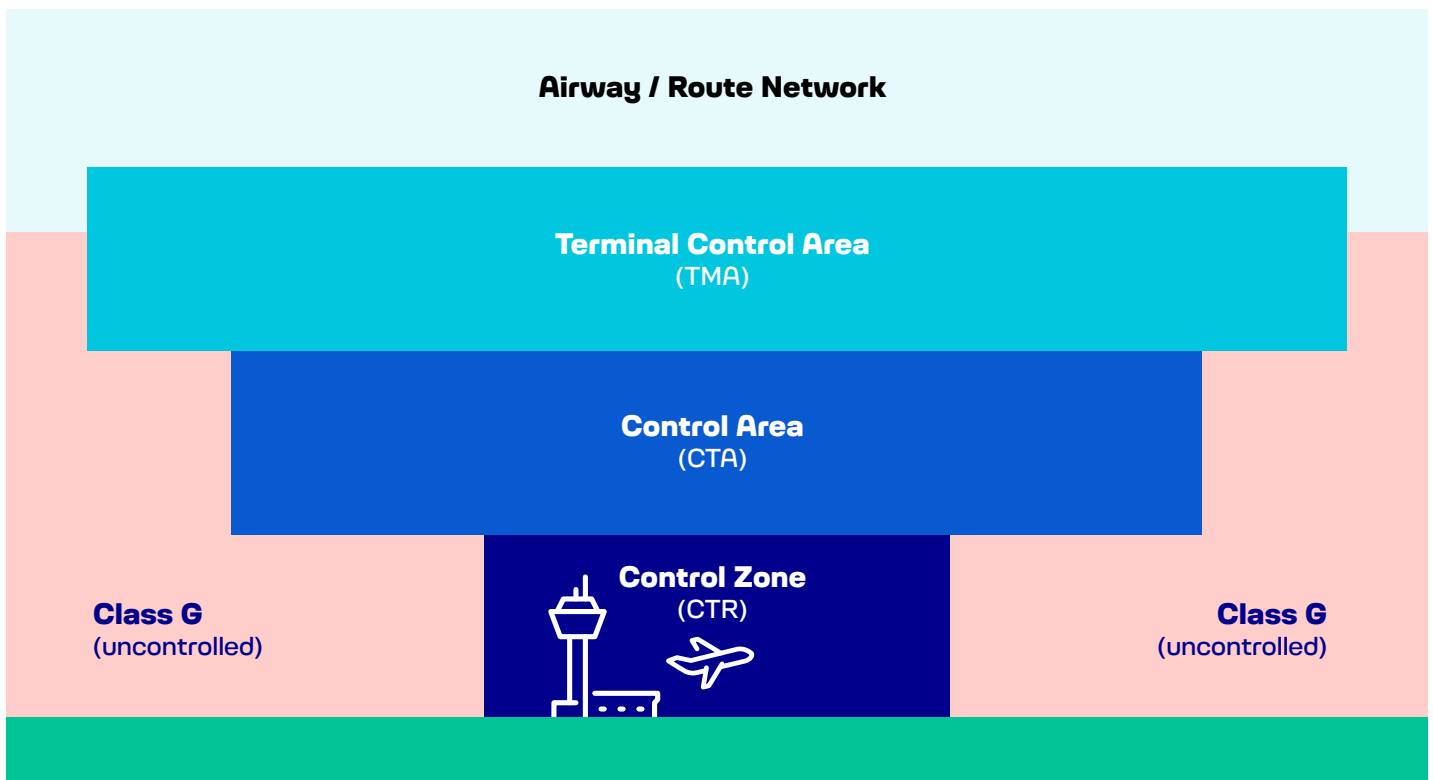 Airway / Route Network
Terminal Control Area
(TMA)
Control Area
(CTA)
Control Zone
(CTR)
Class G
(uncontrolled)
Class G
(uncontrolled)